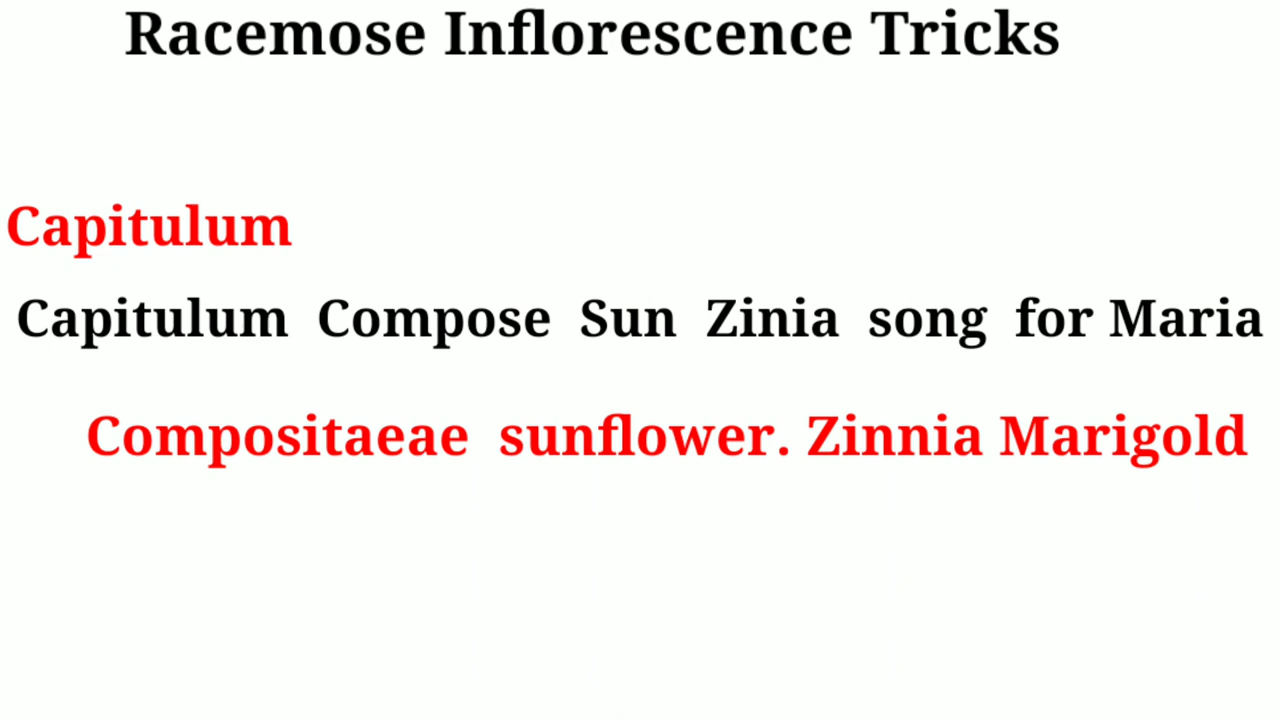 Racemose Inflorescence Tricks
Capitulum
Capitulum Compose Sun Zinia song for Maria
Compositaeae sunflower. Zinnia Marigold